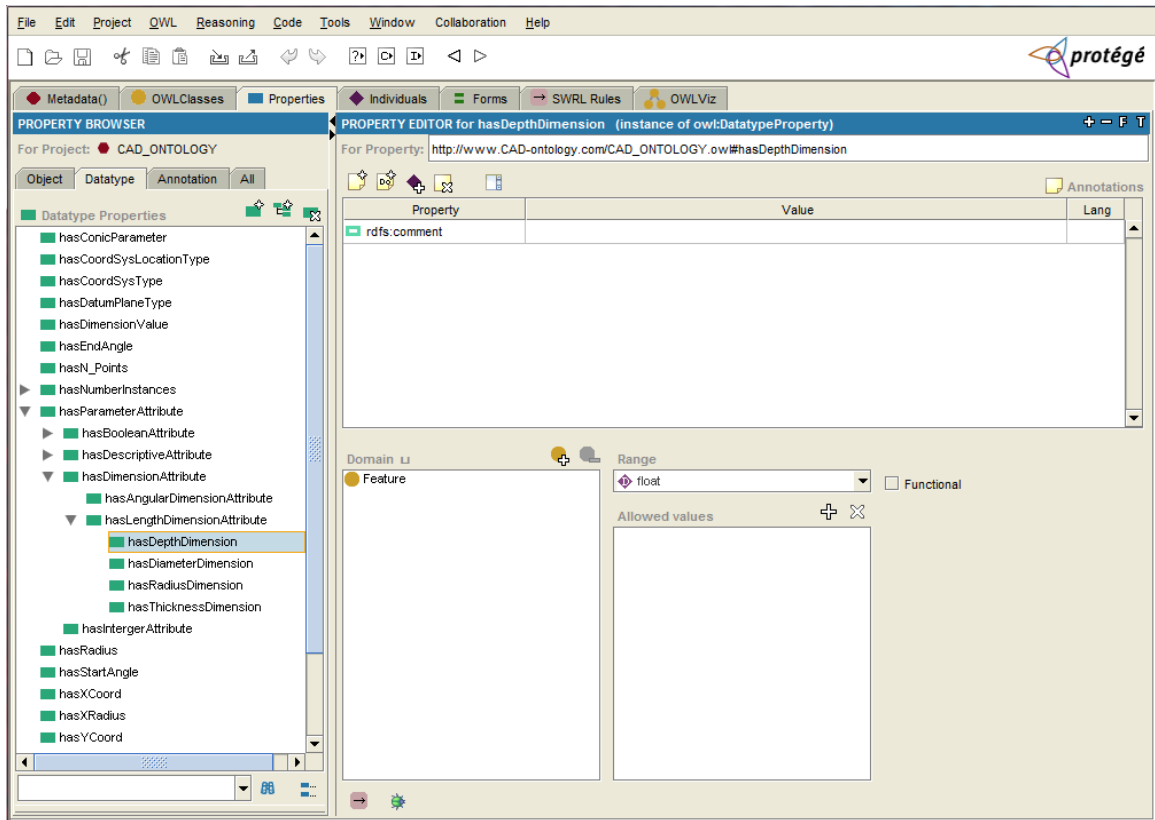 File Edit Project OWL Reasoning Code Tools Window Collaboration Help
protégé
Metadata() OWLClasses Properties Individuals Forms SWRL Rules OWLViz
PROPERTY BROWSER
For Project: CAD_ONTOLOGY
Object Datatype Annotation All
Datatype Properties
hasConicParameter
hasCoordSysLocationType
hasCoordSysType
hasDatumPlaneType
hasDimensionValue
hasEndAngle
hasN_Points
hasNumberInstances
hasParameterAttribute
hasBooleanAttribute
hasDescriptiveAttribute
hasDimensionAttribute
hasAngularDimensionAttribute
hasLengthDimensionAttribute
hasDepthDimension
hasDiameterDimension
hasRadiusDimension
hasThicknessDimension
hasIntergerAttribute
hasRadius
hasStartAngle
hasXCoord
hasXRadius
hasYCoord
PROPERTY EDITOR for hasDepthDimension (instance of owl:DatatypeProperty) F T
For Property: http://www.CAD-ontology.com/CAD_ONTOLOGY.owl#hasDepthDimension
Annotations
Property Value Lang
rdfs:comment
Domain ⊔
Feature
Range
float
Functional
Allowed values